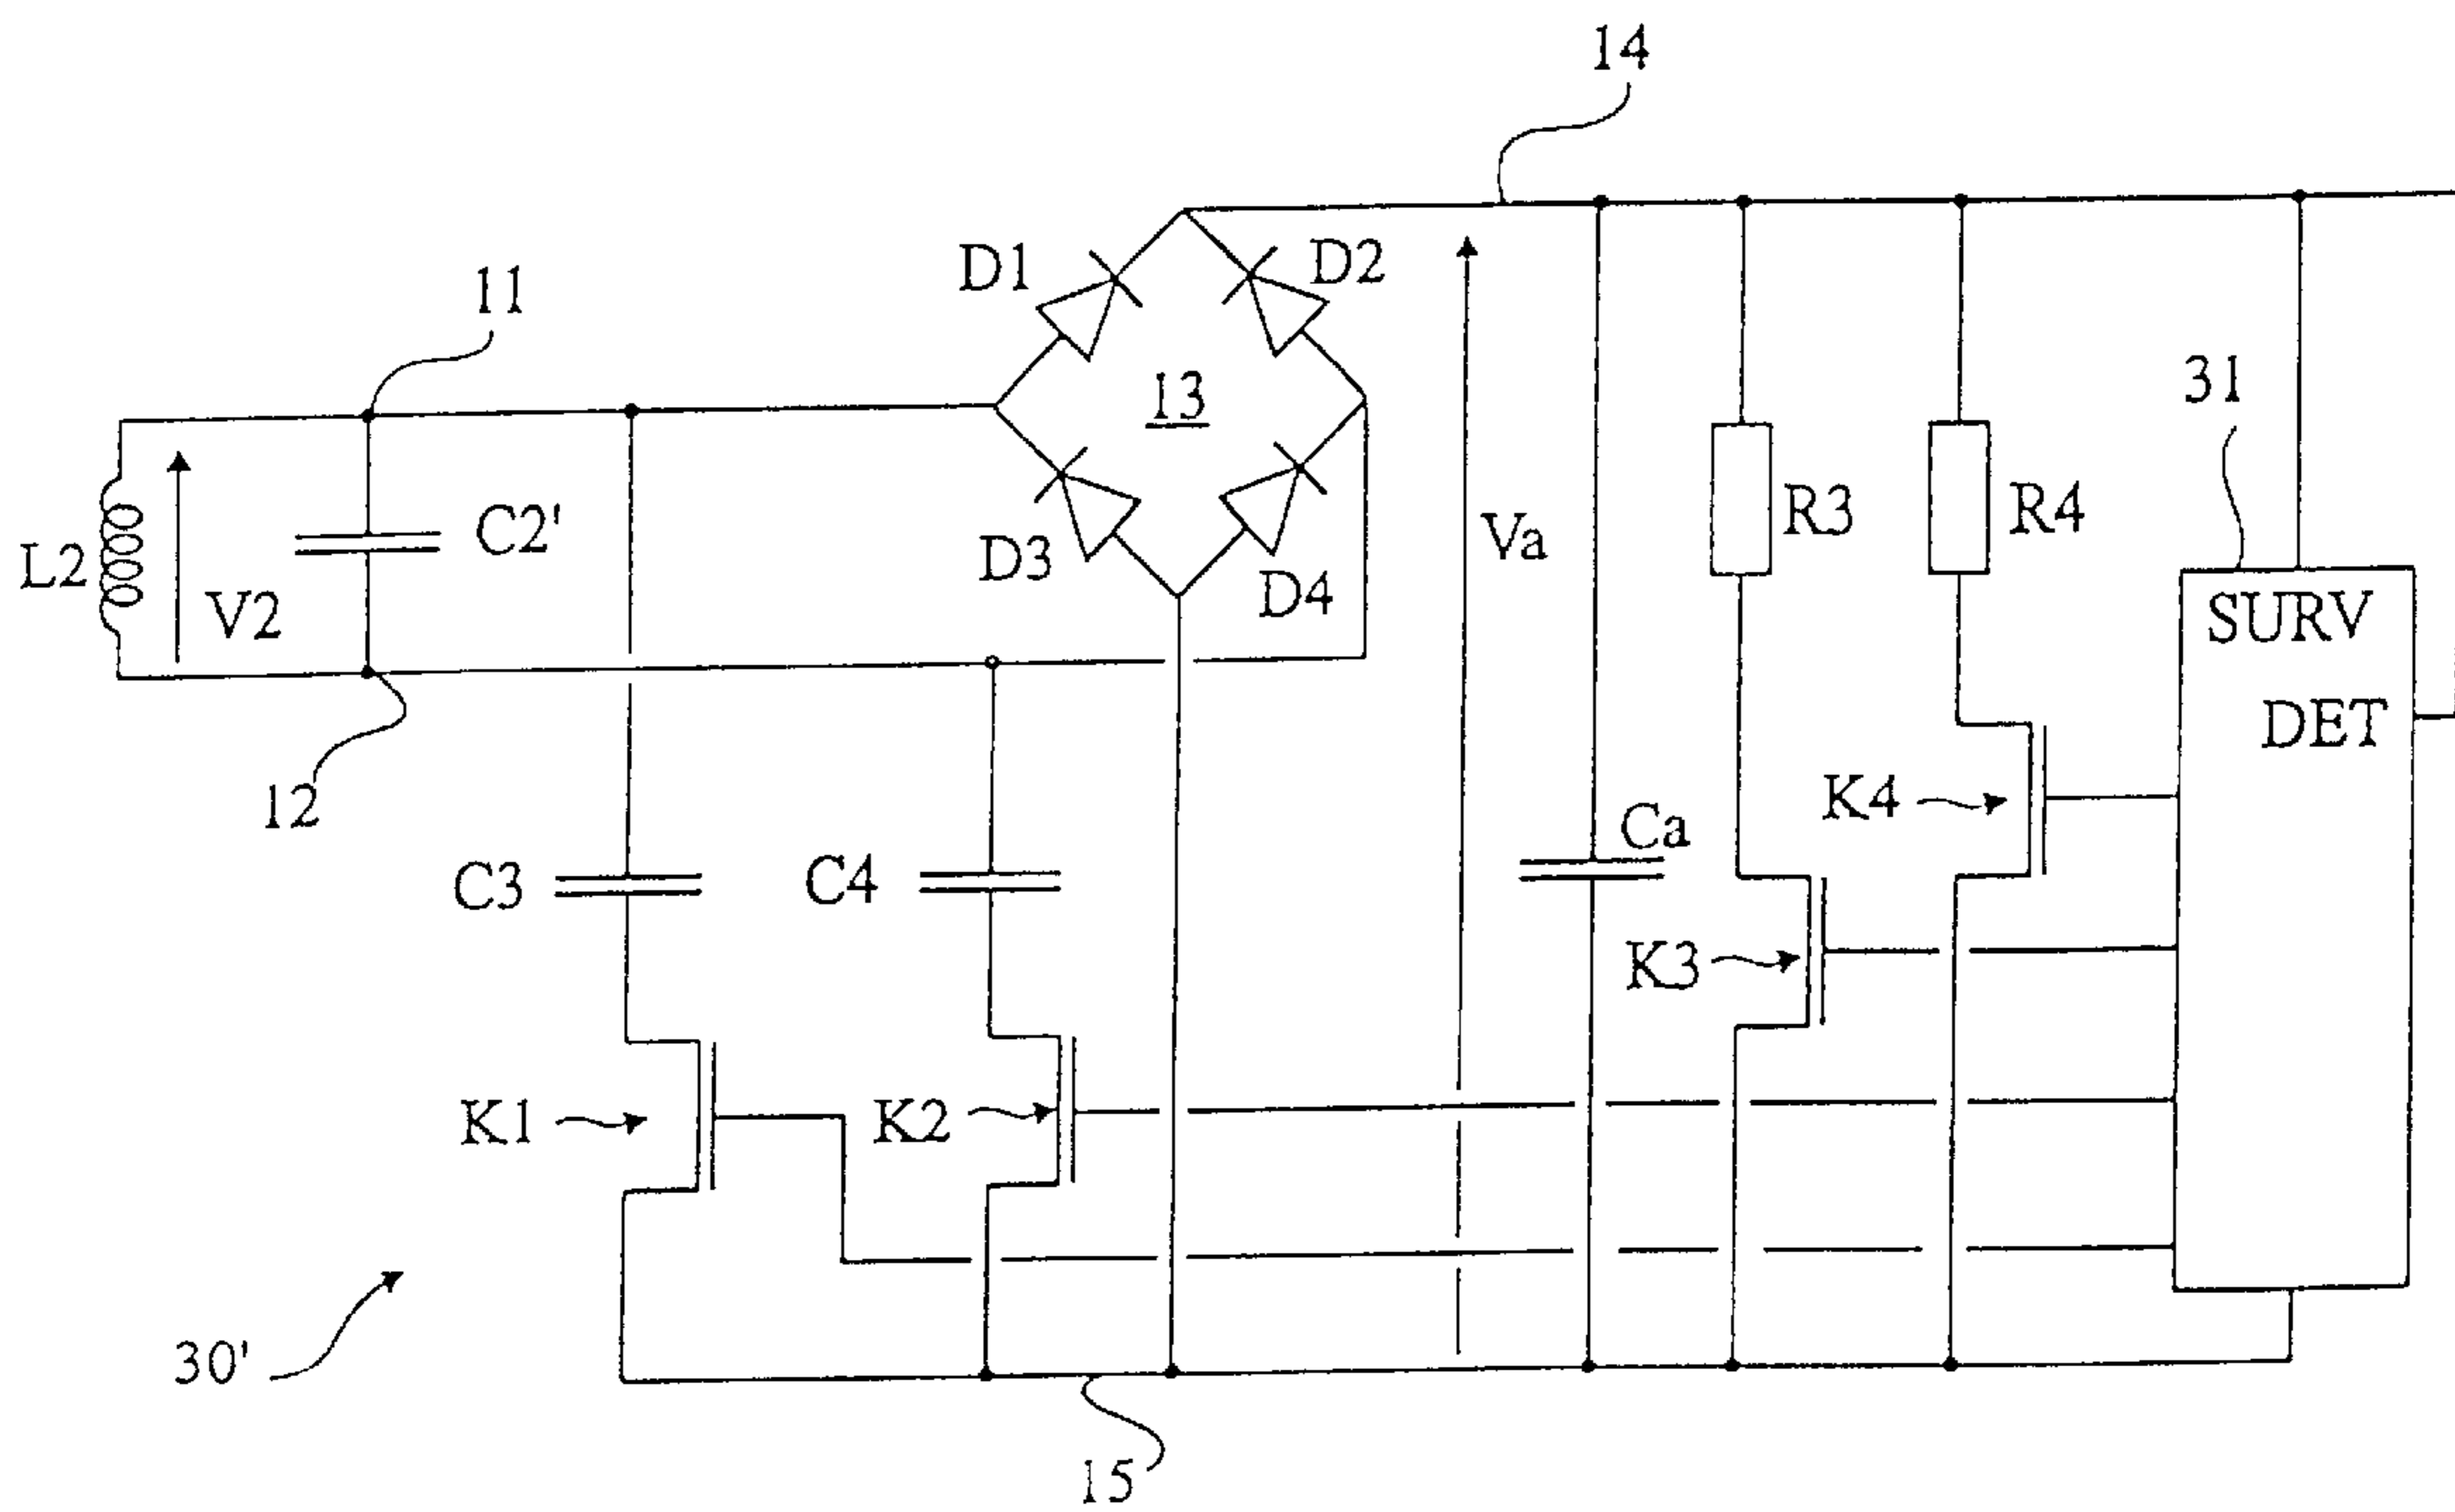 14
11
D1
D2
13
31
L2
V2
C2'
D3
D4
Va
R3
R4
SURV
DET
12
C3
C4
Ca
K4
K3
K1
K2
30'
15